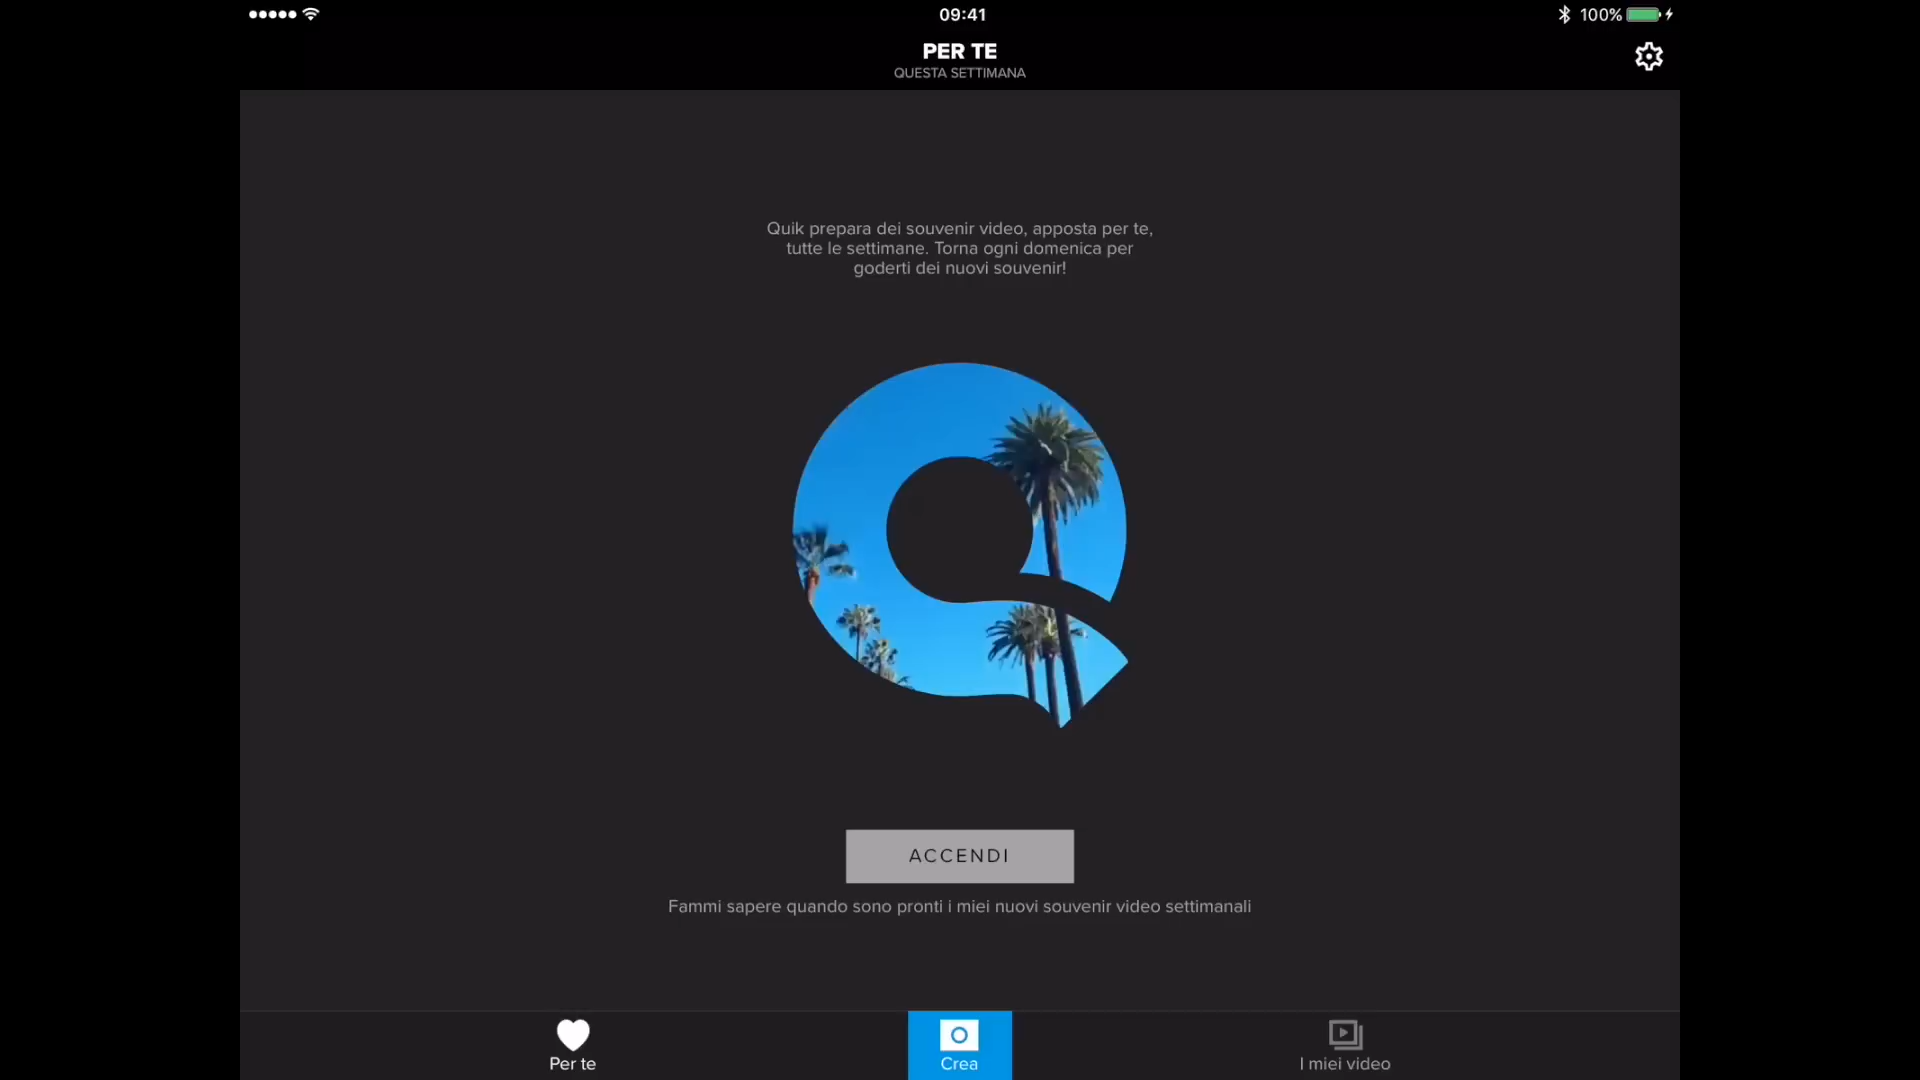 09:41
100%
PER TE
QUESTA SETTIMANA
Quik prepara dei souvenir video, apposta per te,
tutte le settimane. Torna ogni domenica per
goderti dei nuovi souvenir!
ACCENDI
Fammi sapere quando sono pronti i miei nuovi souvenir video settimanali
Per te
Crea
I miei video